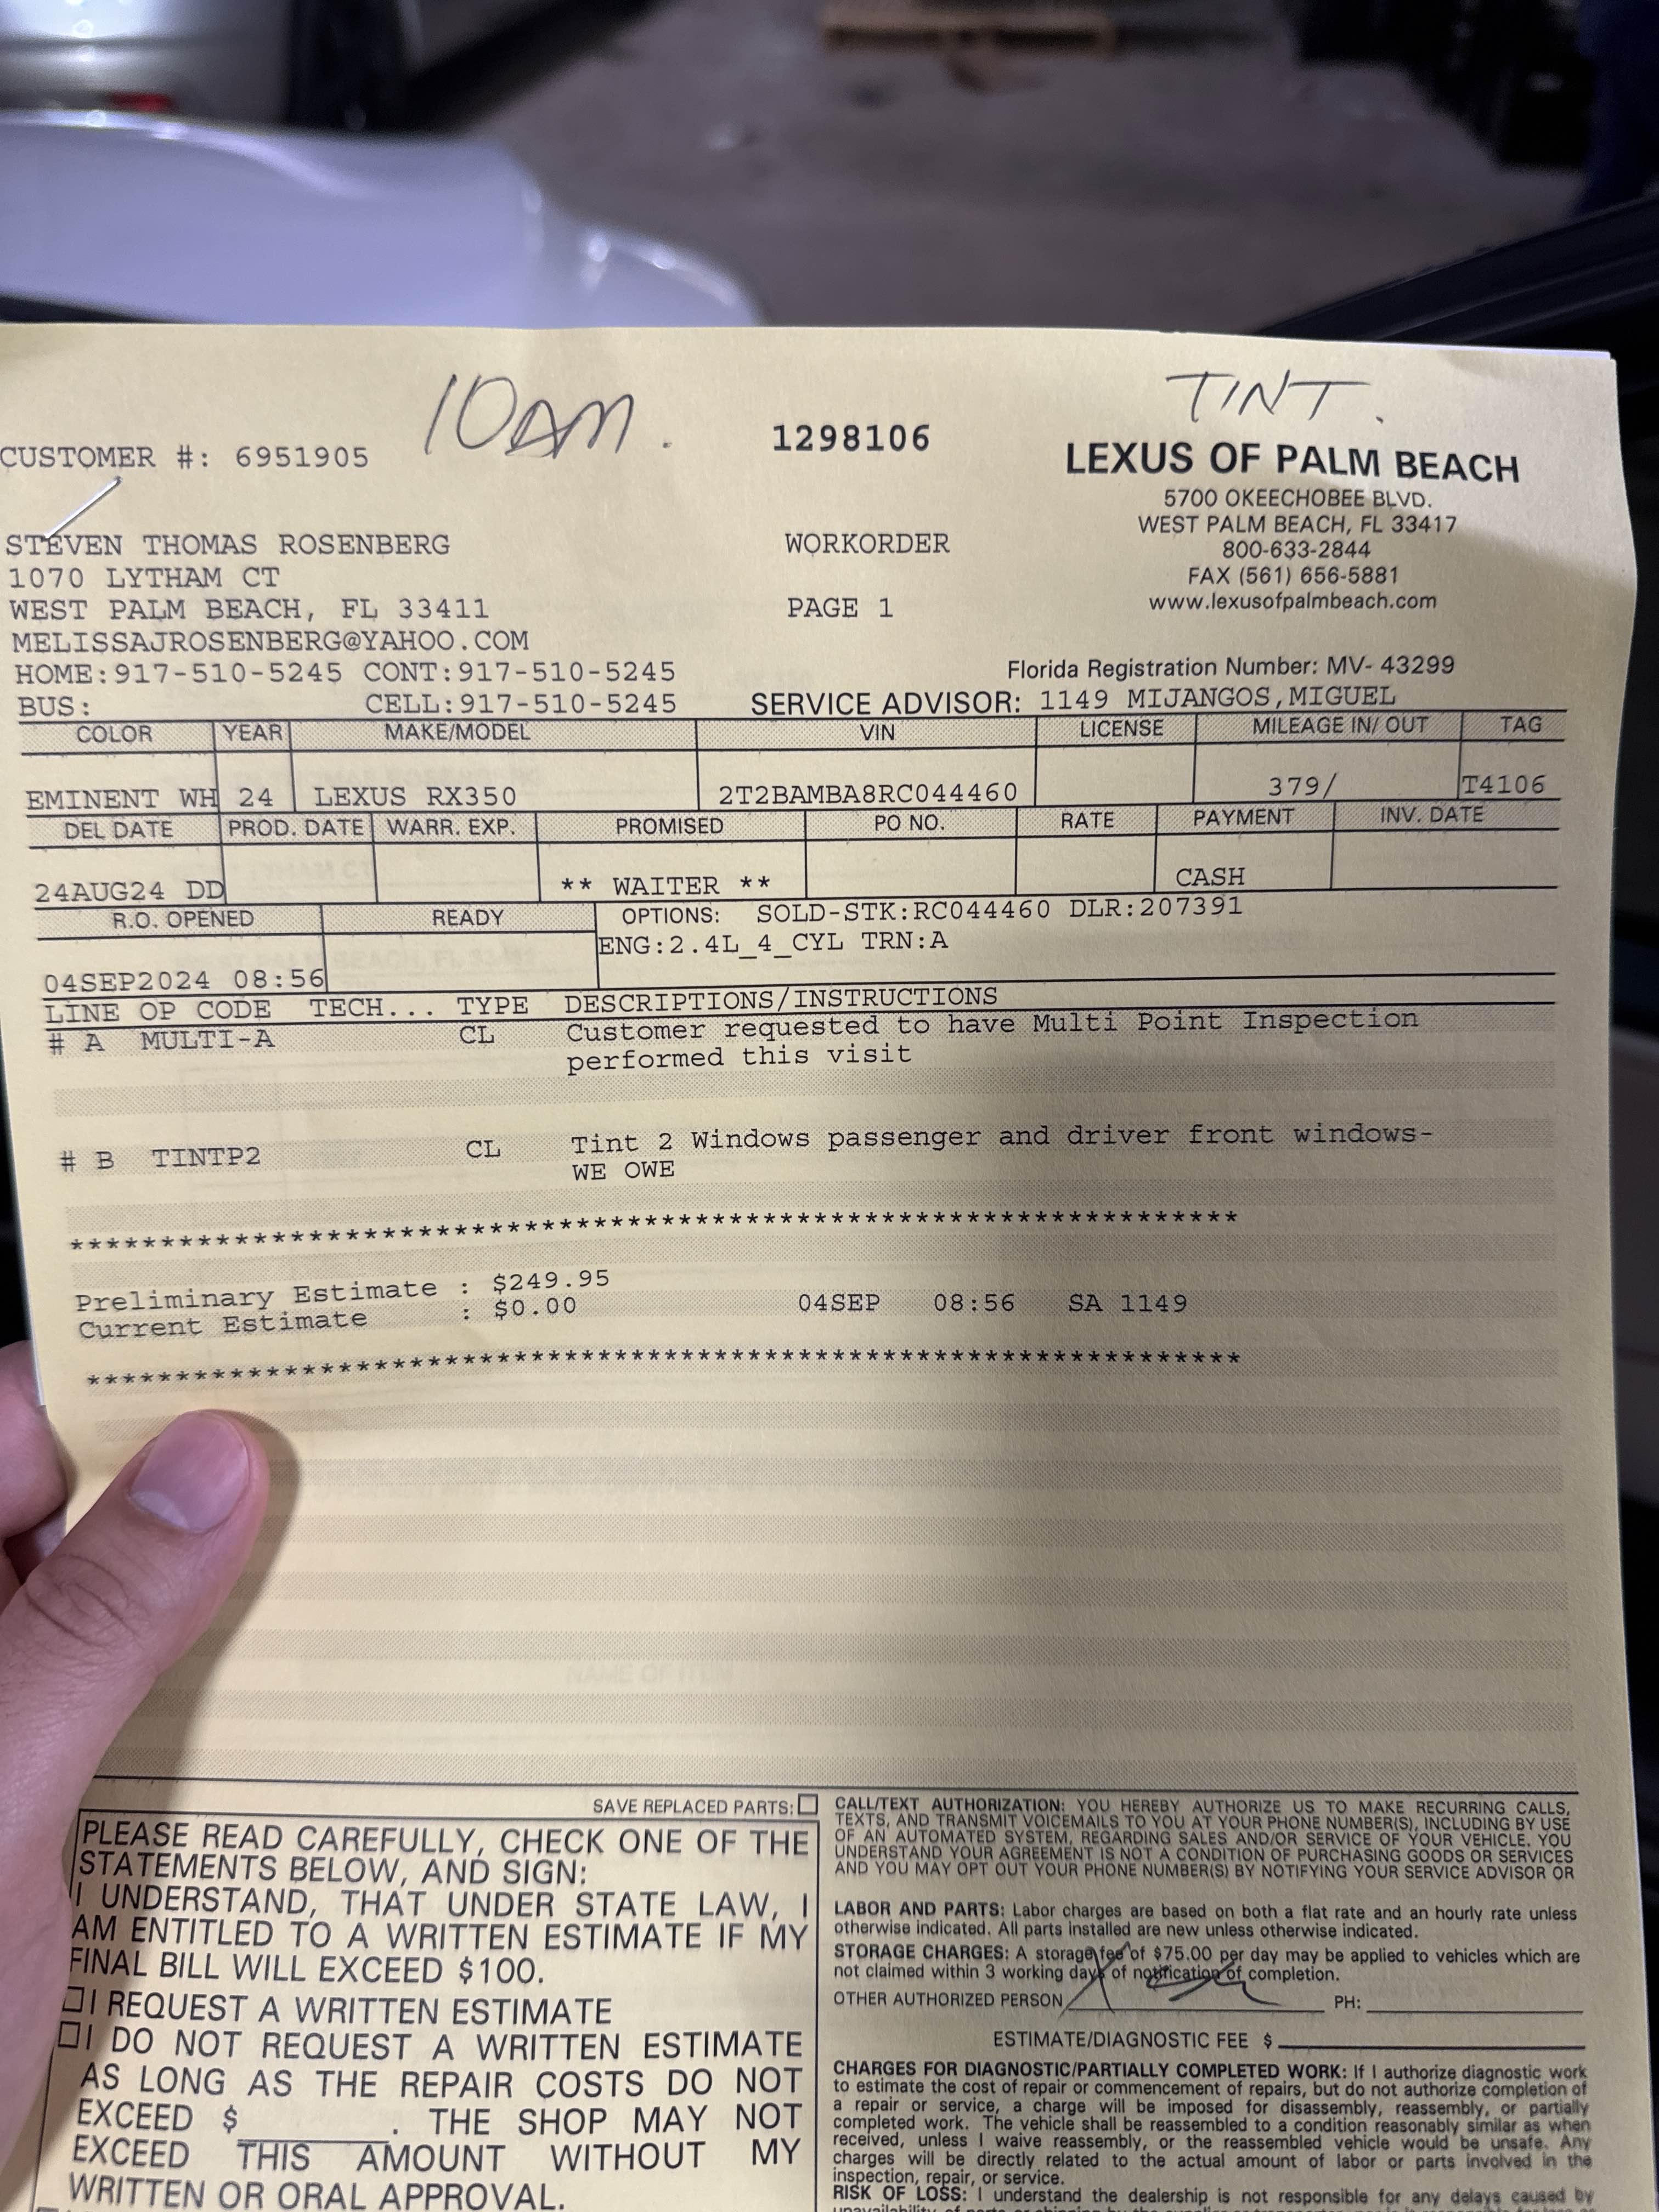 10AM.
TINT.
CUSTOMER #: 6951905
1298106
LEXUS OF PALM BEACH
5700 OKEECHOBEE BLVD.
WEST PALM BEACH, FL 33417
800-633-2844
FAX (561) 656-5881
www.lexusofpalmbeach.com
STEVEN THOMAS ROSENBERG
1070 LYTHAM CT
WEST PALM BEACH, FL 33411
MELISSAJROSENBERG@YAHOO.COM
HOME:917-510-5245 CONT:917-510-5245
BUS: CELL:917-510-5245
WORKORDER
PAGE 1
Florida Registration Number: MV- 43299
SERVICE ADVISOR: 1149 MIJANGOS,MIGUEL
COLOR YEAR MAKE/MODEL VIN LICENSE MILEAGE IN/ OUT TAG
EMINENT WH 24 LEXUS RX350 2T2BAMBA8RC044460 379/ T4106
DEL DATE PROD. DATE WARR. EXP. PROMISED PO NO. RATE PAYMENT INV. DATE
24AUG24 DD ** WAITER ** CASH
R.O. OPENED READY OPTIONS: SOLD-STK:RC044460 DLR:207391
ENG:2.4L_4_CYL TRN:A
04SEP2024 08:56
LINE OP CODE TECH... TYPE DESCRIPTIONS/INSTRUCTIONS
# A MULTI-A CL Customer requested to have Multi Point Inspection
performed this visit
# B TINTP2 CL Tint 2 Windows passenger and driver front windows-
WE OWE
*****************************************************************
Preliminary Estimate : $249.95
Current Estimate : $0.00 04SEP 08:56 SA 1149
*****************************************************************
SAVE REPLACED PARTS:
PLEASE READ CAREFULLY, CHECK ONE OF THE
STATEMENTS BELOW, AND SIGN:
I UNDERSTAND, THAT UNDER STATE LAW, I
AM ENTITLED TO A WRITTEN ESTIMATE IF MY
FINAL BILL WILL EXCEED $100.
I REQUEST A WRITTEN ESTIMATE
I DO NOT REQUEST A WRITTEN ESTIMATE
AS LONG AS THE REPAIR COSTS DO NOT
EXCEED $________. THE SHOP MAY NOT
EXCEED THIS AMOUNT WITHOUT MY
WRITTEN OR ORAL APPROVAL.
CALL/TEXT AUTHORIZATION: YOU HEREBY AUTHORIZE US TO MAKE RECURRING CALLS,
TEXTS, AND TRANSMIT VOICEMAILS TO YOU AT YOUR PHONE NUMBER(S), INCLUDING BY USE
OF AN AUTOMATED SYSTEM, REGARDING SALES AND/OR SERVICE OF YOUR VEHICLE. YOU
UNDERSTAND YOUR AGREEMENT IS NOT A CONDITION OF PURCHASING GOODS OR SERVICES
AND YOU MAY OPT OUT YOUR PHONE NUMBER(S) BY NOTIFYING YOUR SERVICE ADVISOR OR
LABOR AND PARTS: Labor charges are based on both a flat rate and an hourly rate unless
otherwise indicated. All parts installed are new unless otherwise indicated.
STORAGE CHARGES: A storage fee of $75.00 per day may be applied to vehicles which are
not claimed within 3 working days of notification of completion.
OTHER AUTHORIZED PERSON X PH:
ESTIMATE/DIAGNOSTIC FEE $
CHARGES FOR DIAGNOSTIC/PARTIALLY COMPLETED WORK: If I authorize diagnostic work
to estimate the cost of repair or commencement of repairs, but do not authorize completion of
a repair or service, a charge will be imposed for disassembly, reassembly, or partially
completed work. The vehicle shall be reassembled to a condition reasonably similar as when
received, unless I waive reassembly, or the reassembled vehicle would be unsafe. Any
charges will be directly related to the actual amount of labor or parts involved in the
inspection, repair, or service.
RISK OF LOSS: I understand the dealership is not responsible for any delays caused by